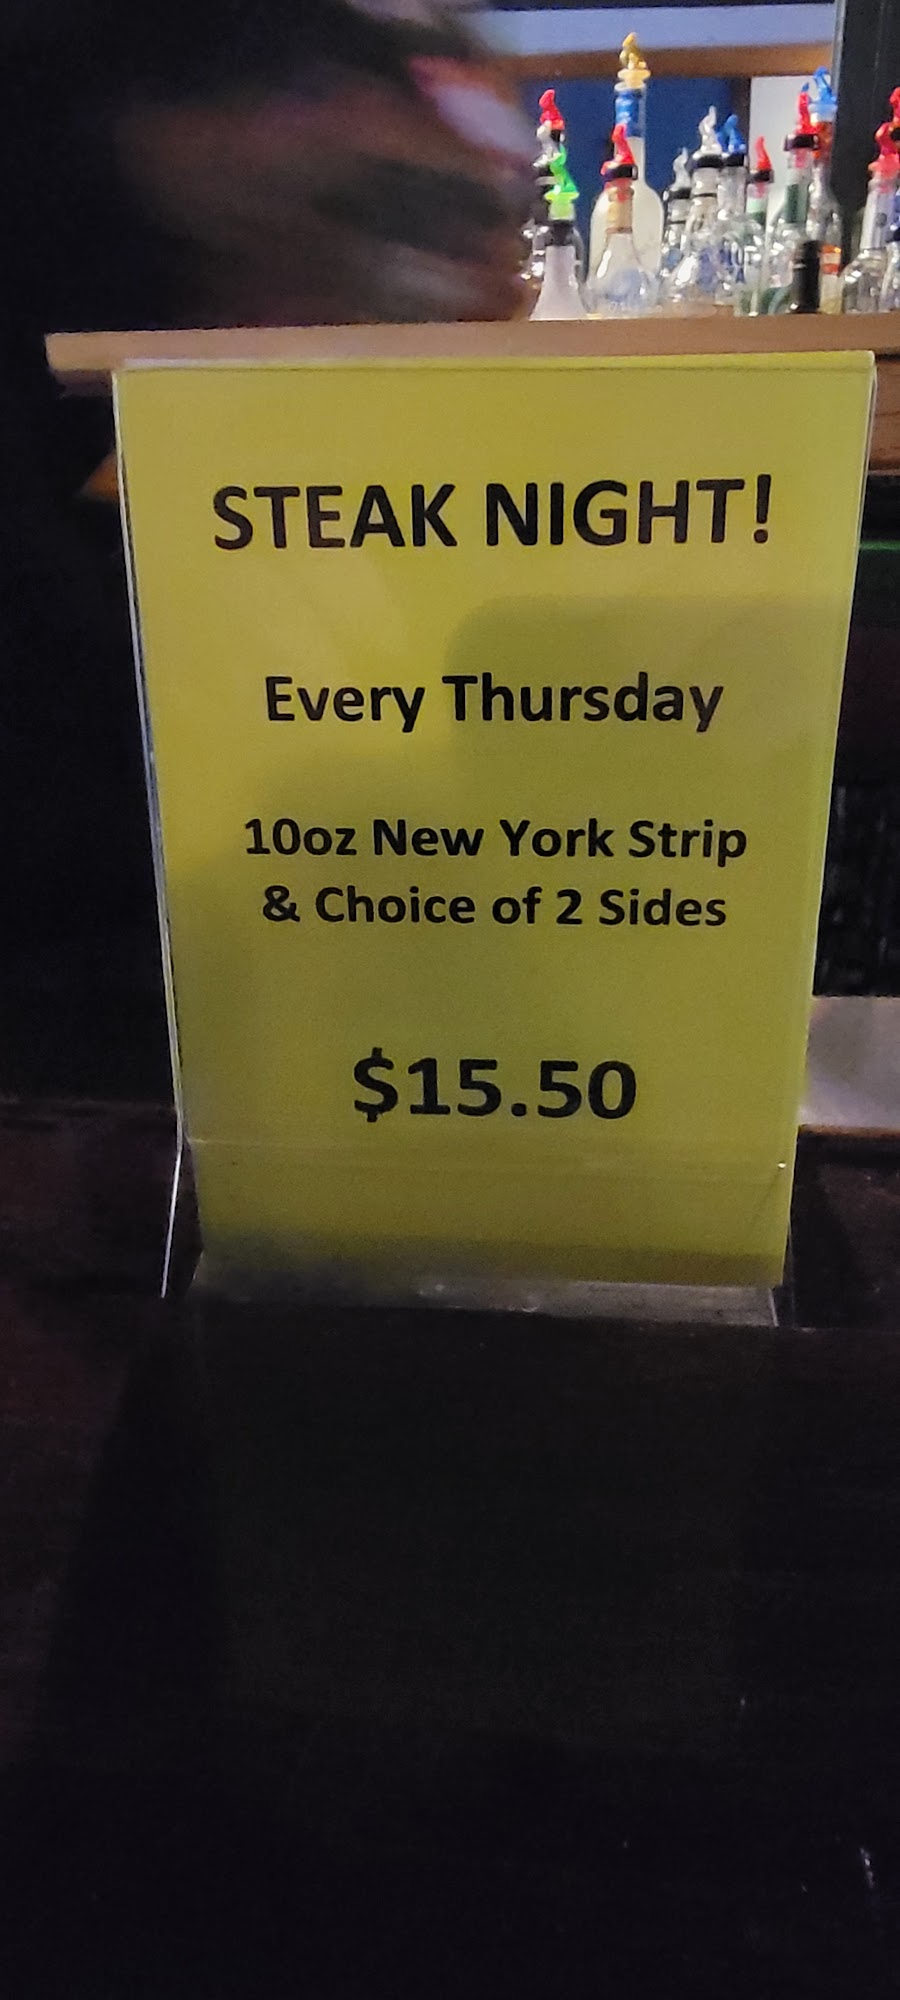 STEAK NIGHT!
Every Thursday
10oz New York Strip
& Choice of 2 Sides
$15.50